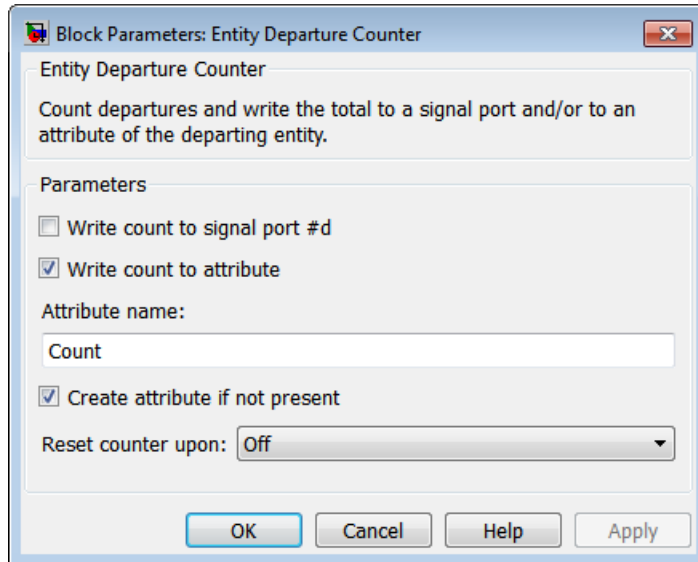 Block Parameters: Entity Departure Counter
Entity Departure Counter
Count departures and write the total to a signal port and/or to an
attribute of the departing entity.
Parameters
Write count to signal port #d
Write count to attribute
Attribute name:
Count
Create attribute if not present
Reset counter upon: Off
OK Cancel Help Apply